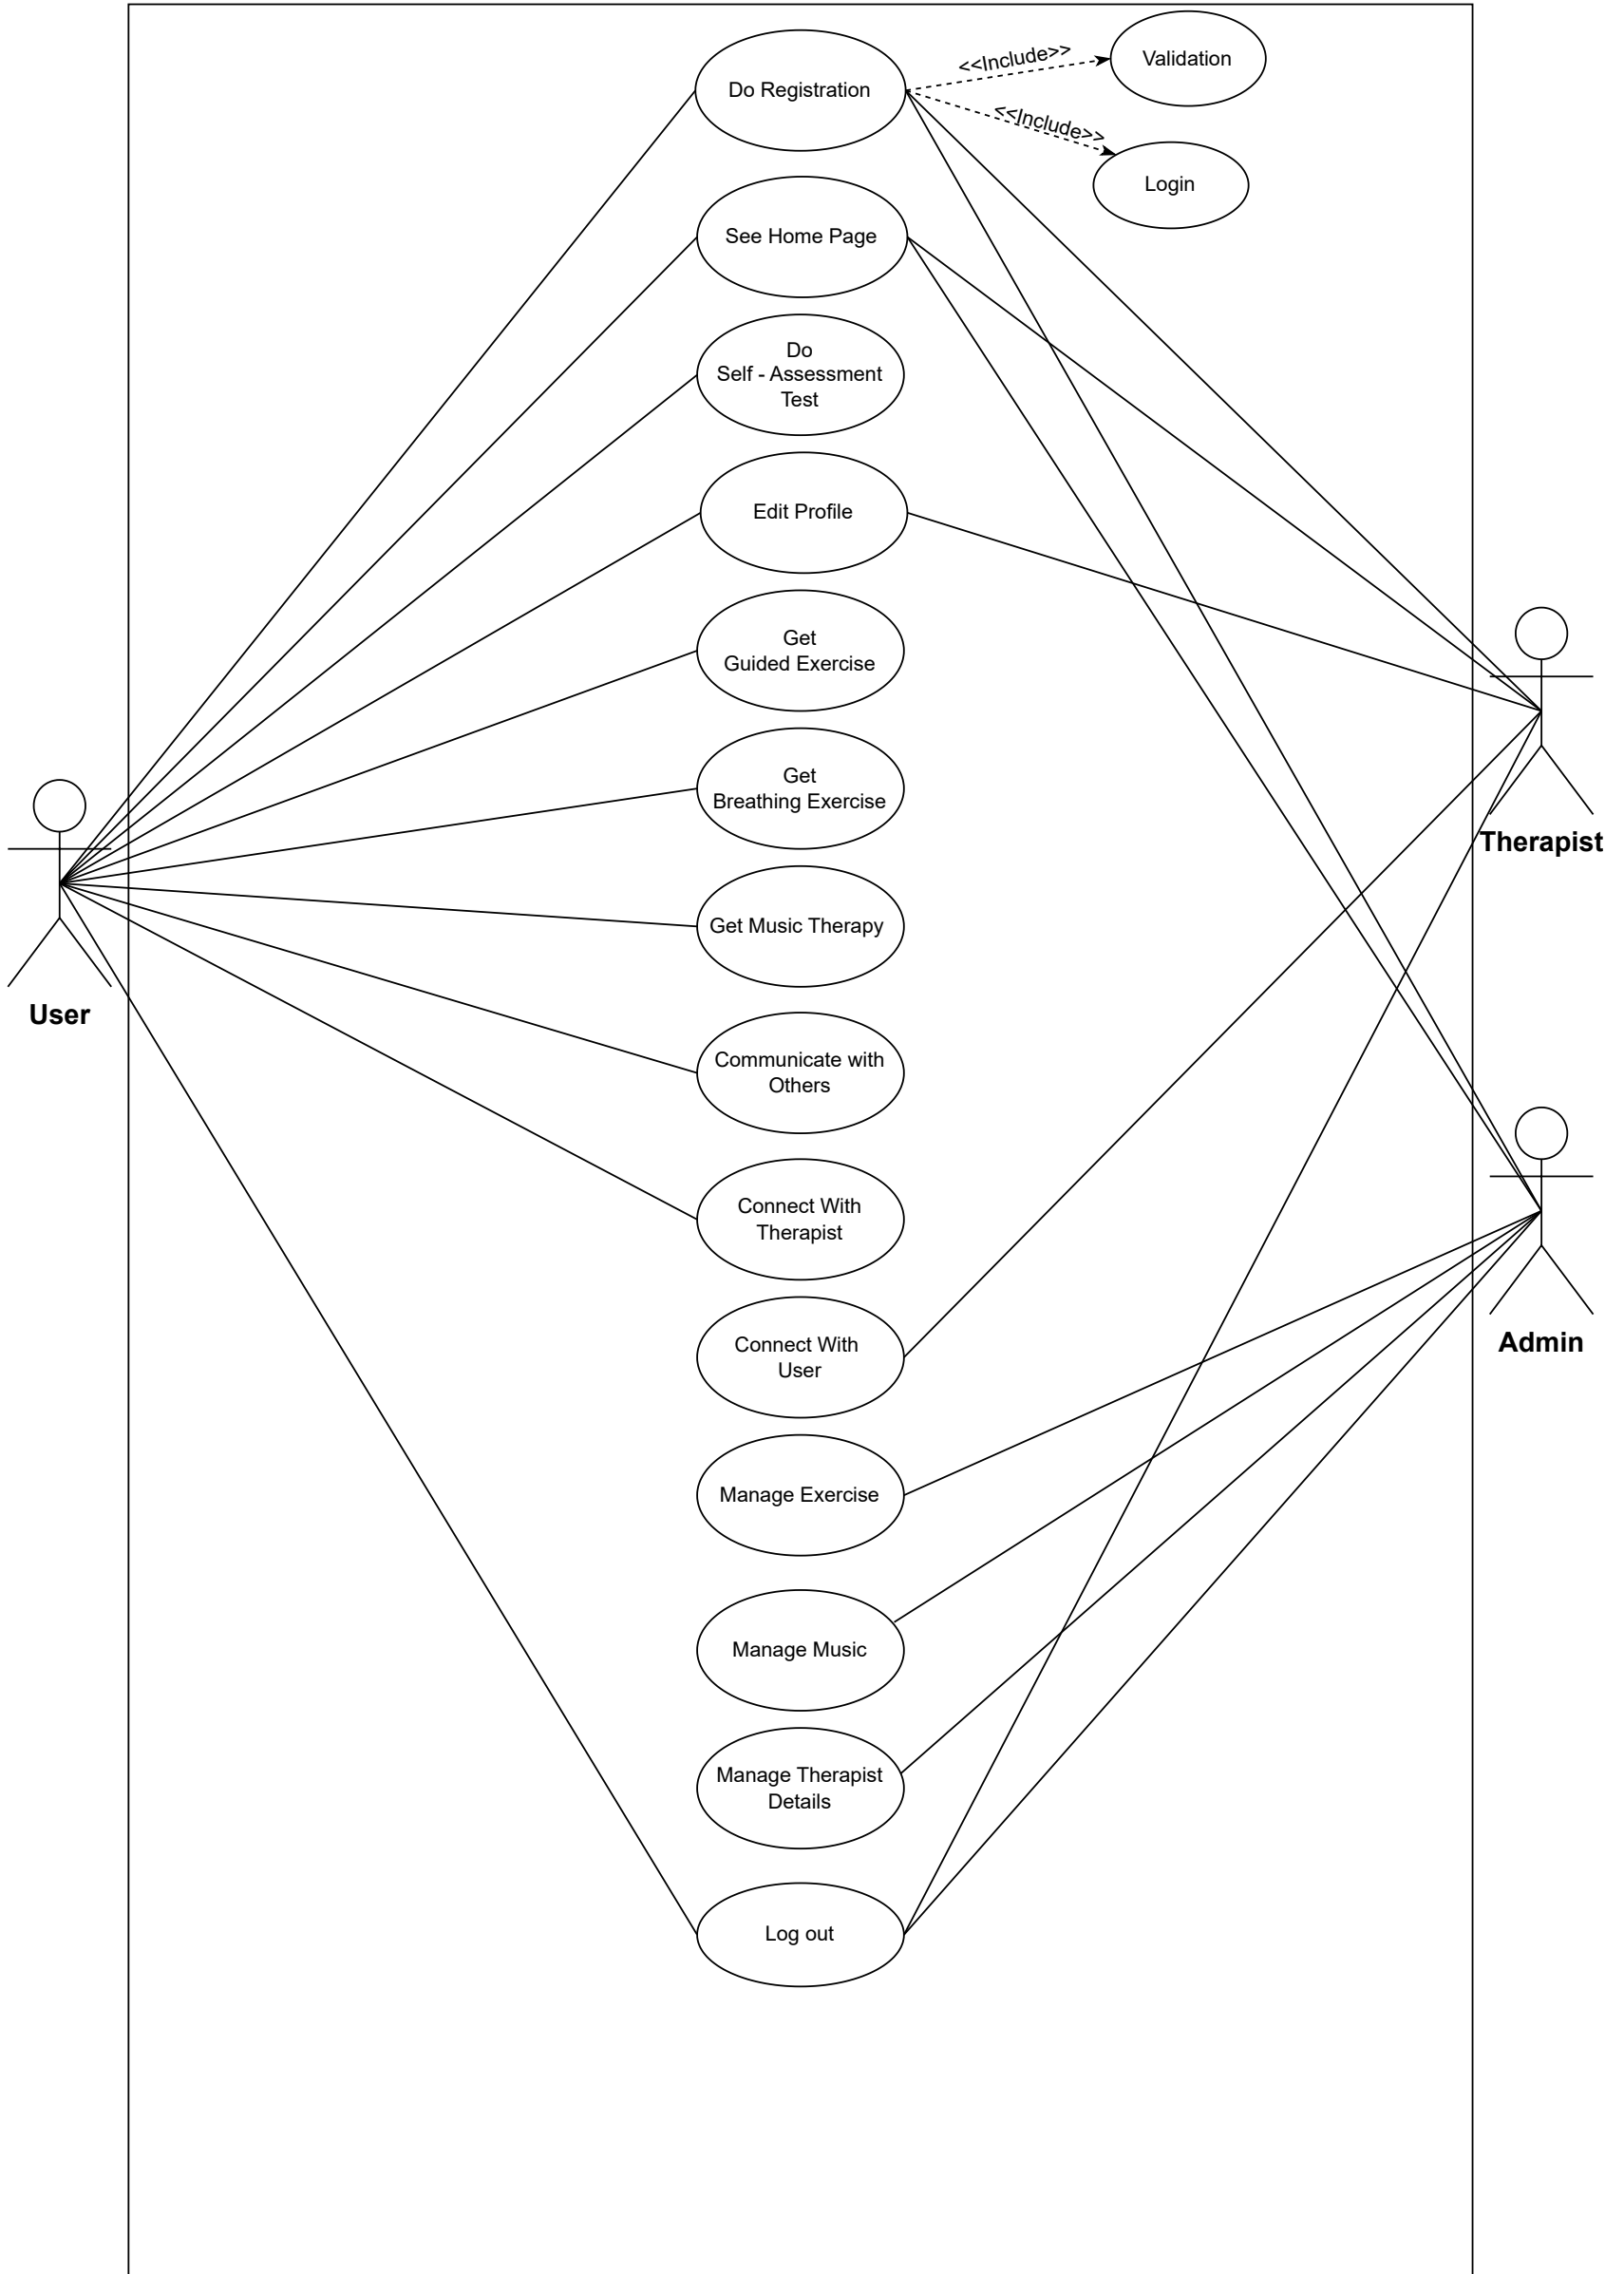 Do Registration
<<Include>>
Validation
<<Include>>
Login
See Home Page
Do
Self - Assessment
Test
Edit Profile
Get
Guided Exercise
Get
Breathing Exercise
Therapist
Get Music Therapy
User
Communicate with
Others
Connect With
Therapist
Connect With
User
Admin
Manage Exercise
Manage Music
Manage Therapist
Details
Log out